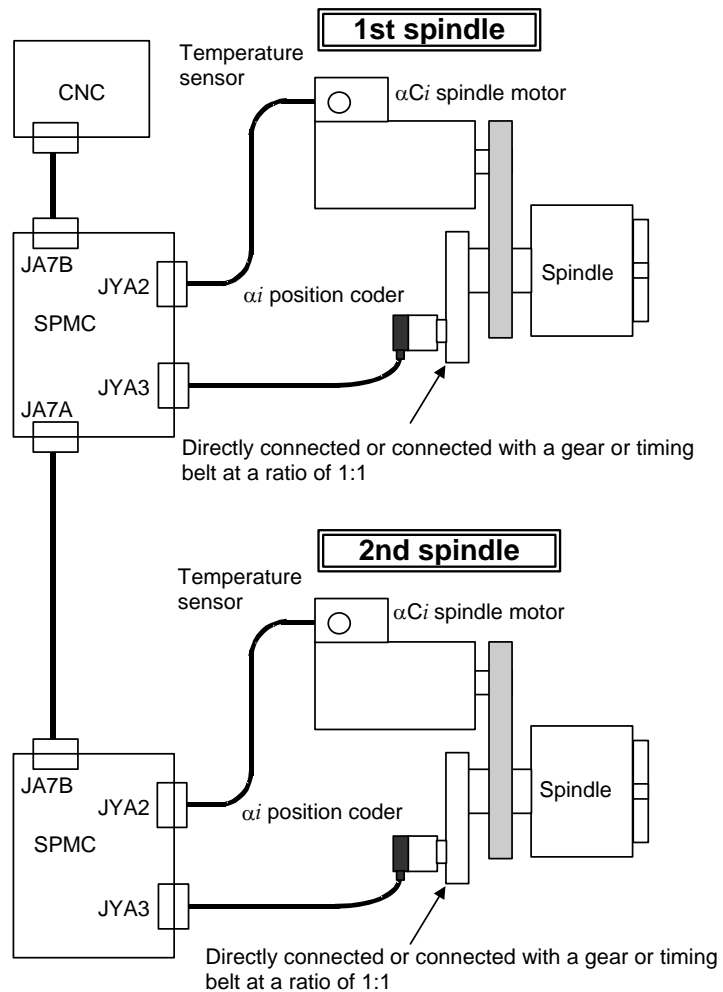 1st spindle
Temperature
sensor
αCi spindle motor
CNC
JA7B
JYA2
SPMC
αi position coder
Spindle
JYA3
JA7A
Directly connected or connected with a gear or timing
belt at a ratio of 1:1
2nd spindle
Temperature
sensor
αCi spindle motor
JA7B
JYA2
αi position coder
Spindle
SPMC
JYA3
Directly connected or connected with a gear or timing
belt at a ratio of 1:1